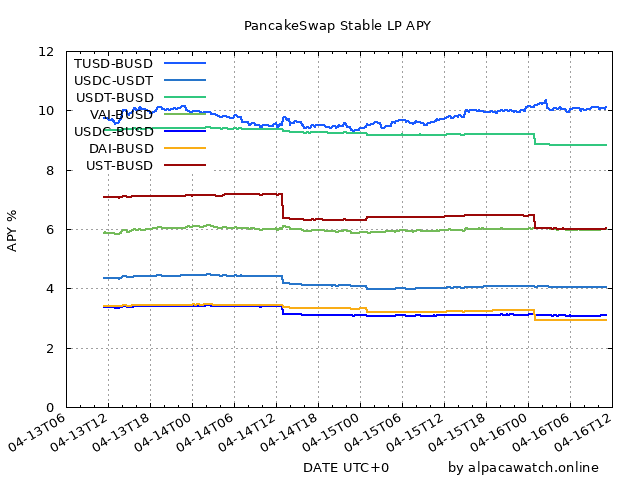 PancakeSwap Stable LP APY
12
10
8
6
4
2
0
APY %
TUSD-BUSD
USDC-USDT
USDT-BUSD
VAI-BUSD
USDC-BUSD
DAI-BUSD
UST-BUSD
04-13T06
04-13T12
04-13T18
04-14T00
04-14T06
04-14T12
04-14T18
04-15T00
04-15T06
04-15T12
04-15T18
04-16T00
04-16T06
04-16T12
DATE UTC+0
by alpacawatch.online